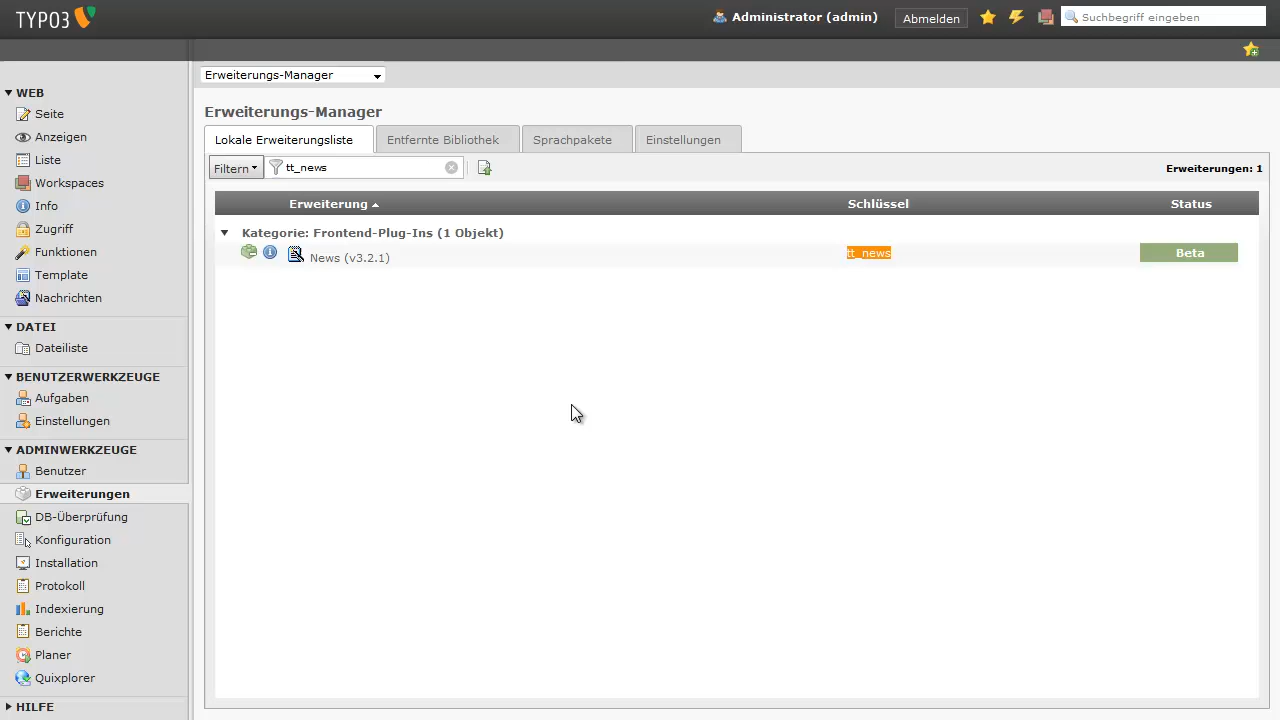 TYPO3
Administrator (admin)
Abmelden
Suchbegriff eingeben
Erweiterungs-Manager
WEB
Seite
Anzeigen
Liste
Workspaces
Info
Zugriff
Funktionen
Template
Nachrichten
DATEI
Dateiliste
BENUTZERWERKZEUGE
Aufgaben
Einstellungen
ADMINWERKZEUGE
Benutzer
Erweiterungen
DB-Überprüfung
Konfiguration
Installation
Protokoll
Indexierung
Berichte
Planer
Quixplorer
HILFE
Erweiterungs-Manager
Lokale Erweiterungsliste Entfernte Bibliothek Sprachpakete Einstellungen
Filtern tt_news Erweiterungen: 1
Erweiterung Schlüssel Status
Kategorie: Frontend-Plug-Ins (1 Objekt)
News (v3.2.1) tt_news Beta